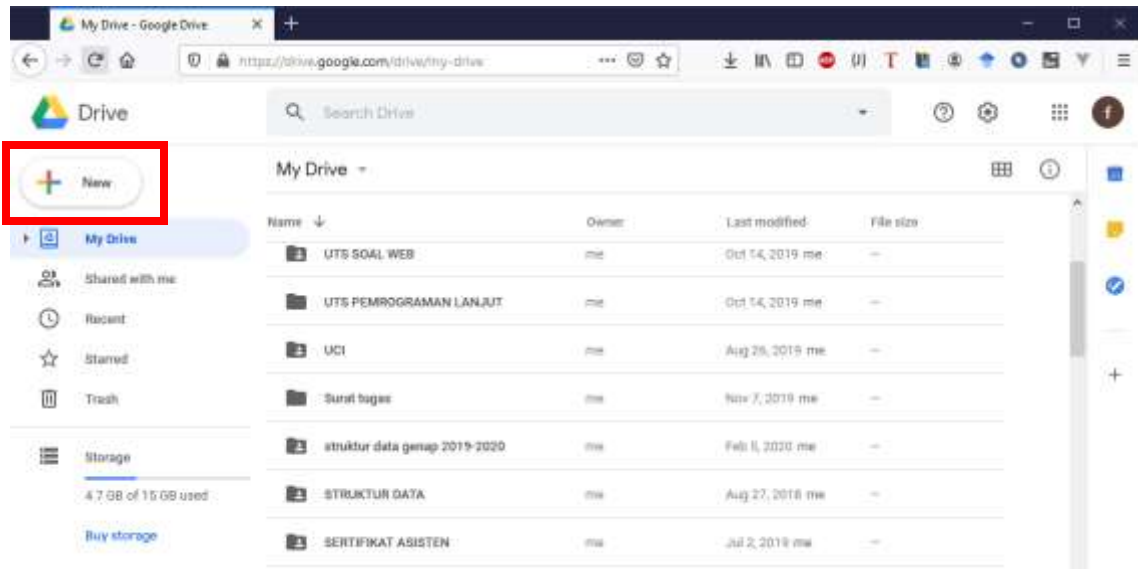 My Drive - Google Drive
https://drive.google.com/drive/my-drive
Drive
Search Drive
f
New
My Drive
Name Owner Last modified File size
My Drive
UTS SOAL WEB me Oct 14, 2019 me
Shared with me
UTS PEMROGRAMAN LANJUT me Oct 14, 2019 me —
Recent
UCI me Aug 26, 2019 me —
Starred
Trash
Surat tugas me Nov 7, 2019 me —
struktur data genap 2019-2020 me 2020 me —
Storage
4.7 GB of 15 GB used
STRUKTUR DATA me Aug 27, 2018 me —
Buy storage
SERTIFIKAT ASISTEN me Jul 2, 2019 me —